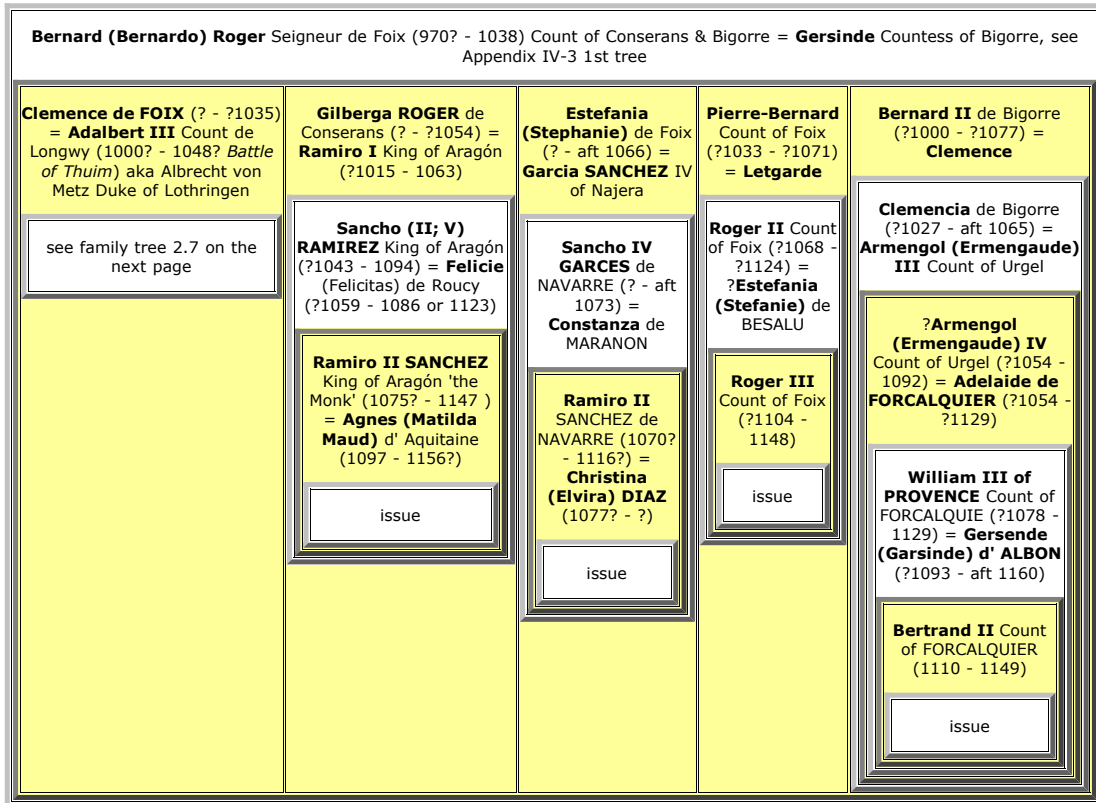 Bernard (Bernardo) Roger Seigneur de Foix (970? - 1038) Count of Conserans & Bigorre = Gersinde Countess of Bigorre, see
Appendix IV-3 1st tree
Clemence de FOIX (? - ?1035)
= Adalbert III Count de
Longwy (1000? - 1048? Battle
of Thuim) aka Albrecht von
Metz Duke of Lothringen
see family tree 2.7 on the
next page
Gilberga ROGER de
Conserans (? - ?1054) =
Ramiro I King of Aragón
(?1015 - 1063)
Sancho (II; V)
RAMIREZ King of Aragón
(?1043 - 1094) = Felicie
(Felicitas) de Roucy
(?1059 - 1086 or 1123)
Ramiro II SANCHEZ
King of Aragón 'the
Monk' (1075? - 1147 )
= Agnes (Matilda
Maud) d' Aquitaine
(1097 - 1156?)
issue
Estefania
(Stephanie) de Foix
(? - aft 1066) =
Garcia SANCHEZ IV
of Najera
Sancho IV
GARCES de
NAVARRE (? - aft
1073) =
Constanza de
MARANON
Ramiro II
SANCHEZ de
NAVARRE (1070?
- 1116?) =
Christina
(Elvira) DIAZ
(1077? - ?)
issue
Pierre-Bernard
Count of Foix
(?1033 - ?1071)
= Letgarde
Roger II Count
of Foix (?1068 -
?1124) =
?Estefania
(Stefanie) de
BESALU
Roger III
Count of Foix
(?1104 -
1148)
issue
Bernard II de Bigorre
(?1000 - ?1077) =
Clemence
Clemencia de Bigorre
(?1027 - aft 1065) =
Armengol (Ermengaude)
III Count of Urgel
?Armengol
(Ermengaude) IV
Count of Urgel (?1054 -
1092) = Adelaide de
FORCALQUIER (?1054 -
?1129)
William III of
PROVENCE Count of
FORCALQUIE (?1078 -
1129) = Gersende
(Garsinde) d' ALBON
(?1093 - aft 1160)
Bertrand II Count
of FORCALQUIER
(1110 - 1149)
issue